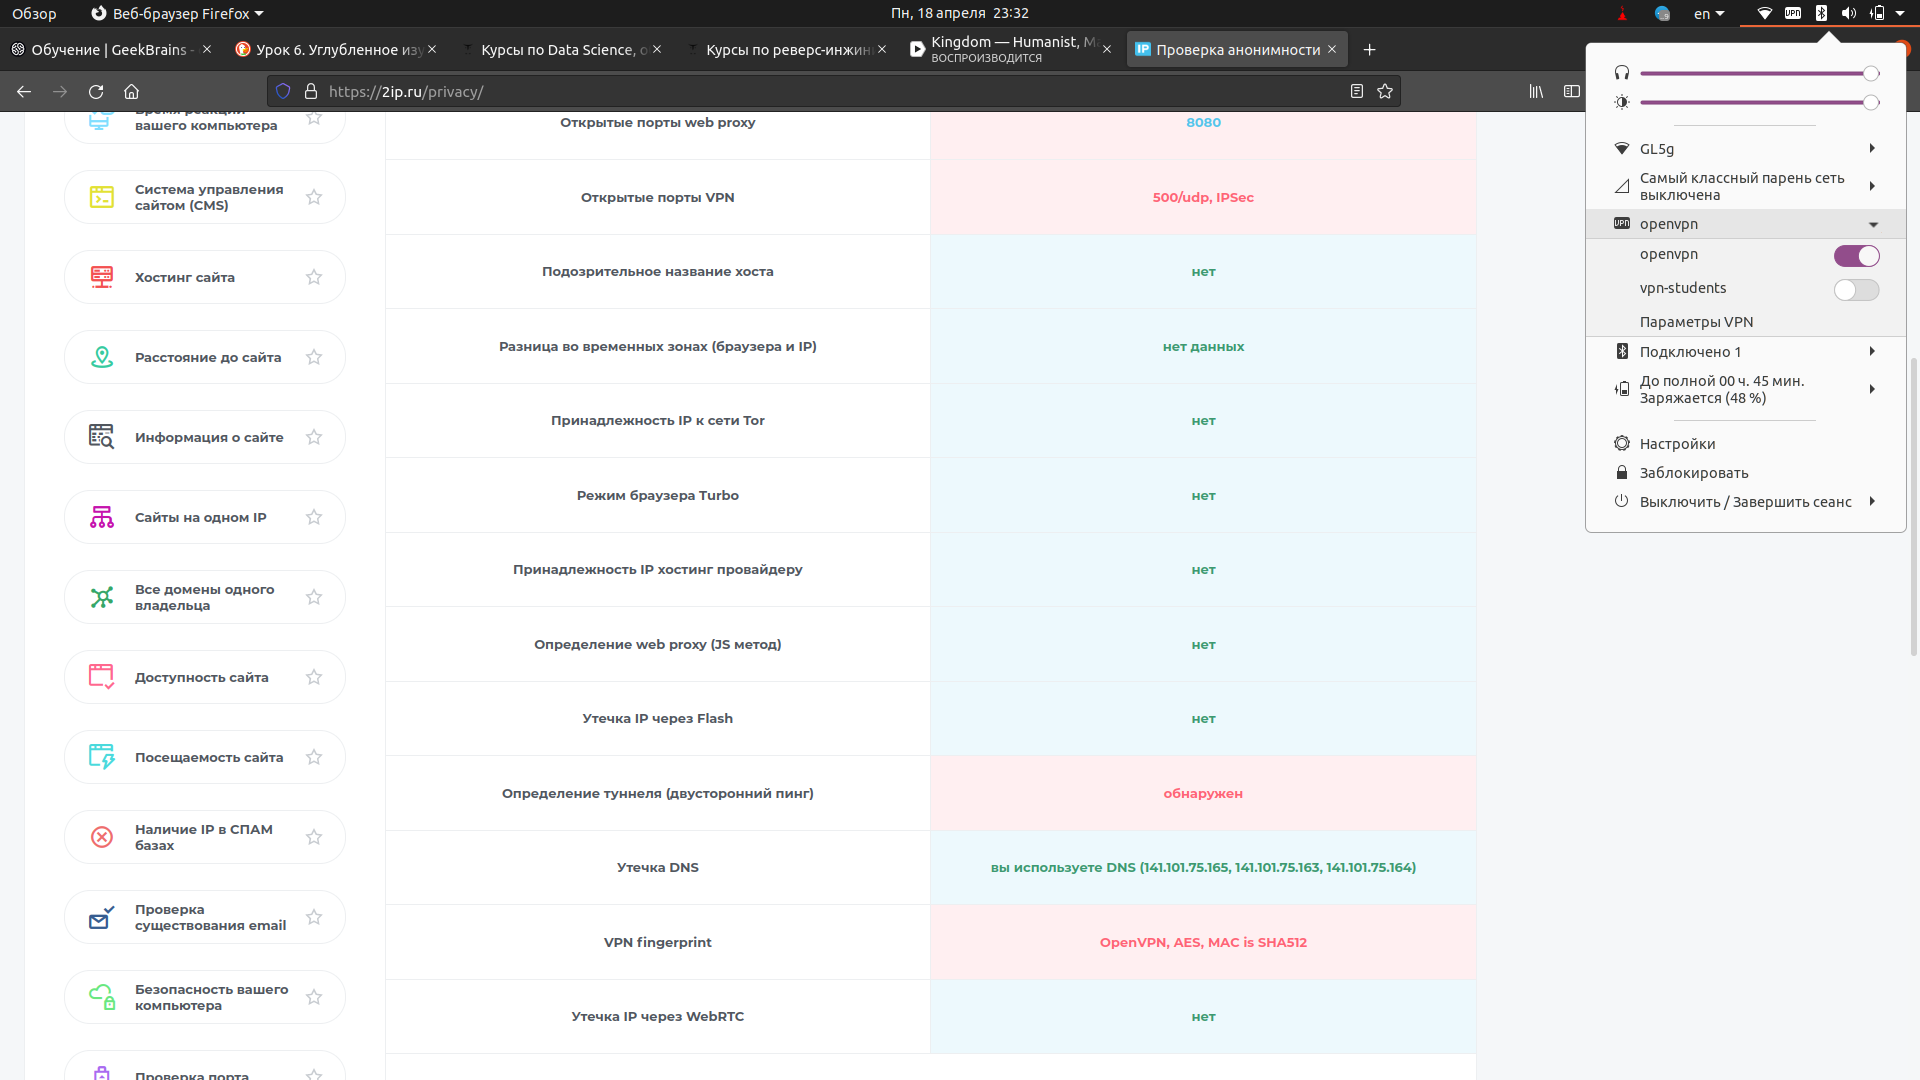 Обзор
Веб-браузер Firefox
Пн, 18 апреля 23:32
en
VPN
Обучение | GeekBrains -
Урок 6. Углубленное изу
Курсы по Data Science, о
Курсы по реверс-инжин
Kingdom — Humanist, Ma
ВОСПРОИЗВОДИТСЯ
IP Проверка анонимности
https://2ip.ru/privacy/
вашего компьютера
Система управления
сайтом (CMS)
Хостинг сайта
Расстояние до сайта
Информация о сайте
Сайты на одном IP
Все домены одного
владельца
Доступность сайта
Посещаемость сайта
Наличие IP в СПАМ
базах
Проверка
существования email
Безопасность вашего
компьютера
Проверка порта
Открытые порты web proxy
8080
Открытые порты VPN
500/udp, IPSec
Подозрительное название хоста
нет
Разница во временных зонах (браузера и IP)
нет данных
Принадлежность IP к сети Tor
нет
Режим браузера Turbo
нет
Принадлежность IP хостинг провайдеру
нет
Определение web proxy (JS метод)
нет
Утечка IP через Flash
нет
Определение туннеля (двусторонний пинг)
обнаружен
Утечка DNS
вы используете DNS (141.101.75.165, 141.101.75.163, 141.101.75.164)
VPN fingerprint
OpenVPN, AES, MAC is SHA512
Утечка IP через WebRTC
нет
GL5g
Самый классный парень сеть
выключена
VPN openvpn
openvpn
vpn-students
Параметры VPN
Подключено 1
До полной 00 ч. 45 мин.
Заряжается (48 %)
Настройки
Заблокировать
Выключить / Завершить сеанс